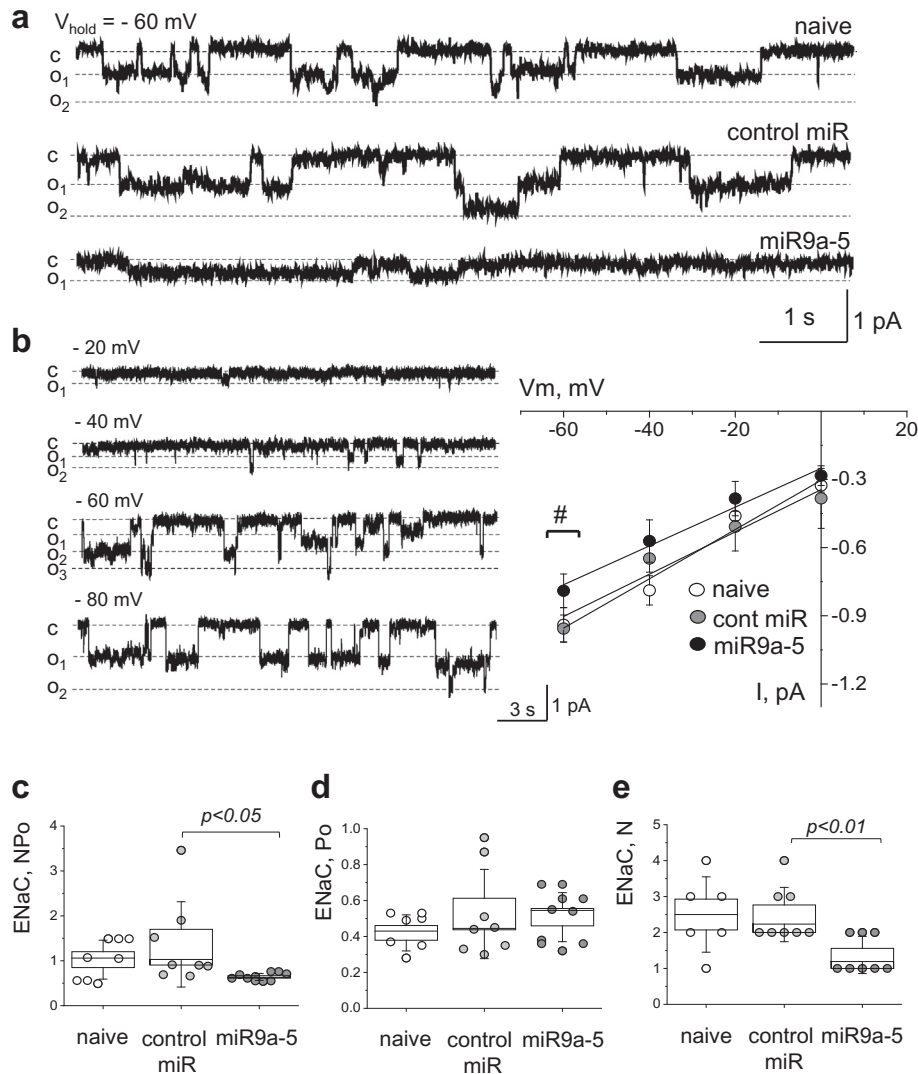 a
V_hold = - 60 mV
naive
c
o1
o2
control miR
c
o1
o2
miR9a-5
c
o1
1 s
1 pA
b
- 20 mV
c
o1
- 40 mV
c
o1
o2
- 60 mV
c
o1
o2
o3
- 80 mV
c
o1
o2
3 s
1 pA
Vm, mV
-60 -40 -20 20
-0.3
-0.6
-0.9
-1.2
#
naive
cont miR
miR9a-5
I, pA
c
ENaC, NPo
4
3
2
1
0
p<0.05
naive
control miR
miR9a-5
d
ENaC, Po
1.0
0.8
0.6
0.4
0.2
0.0
naive
control miR
miR9a-5
e
ENaC, N
5
4
3
2
1
0
p<0.01
naive
control miR
miR9a-5